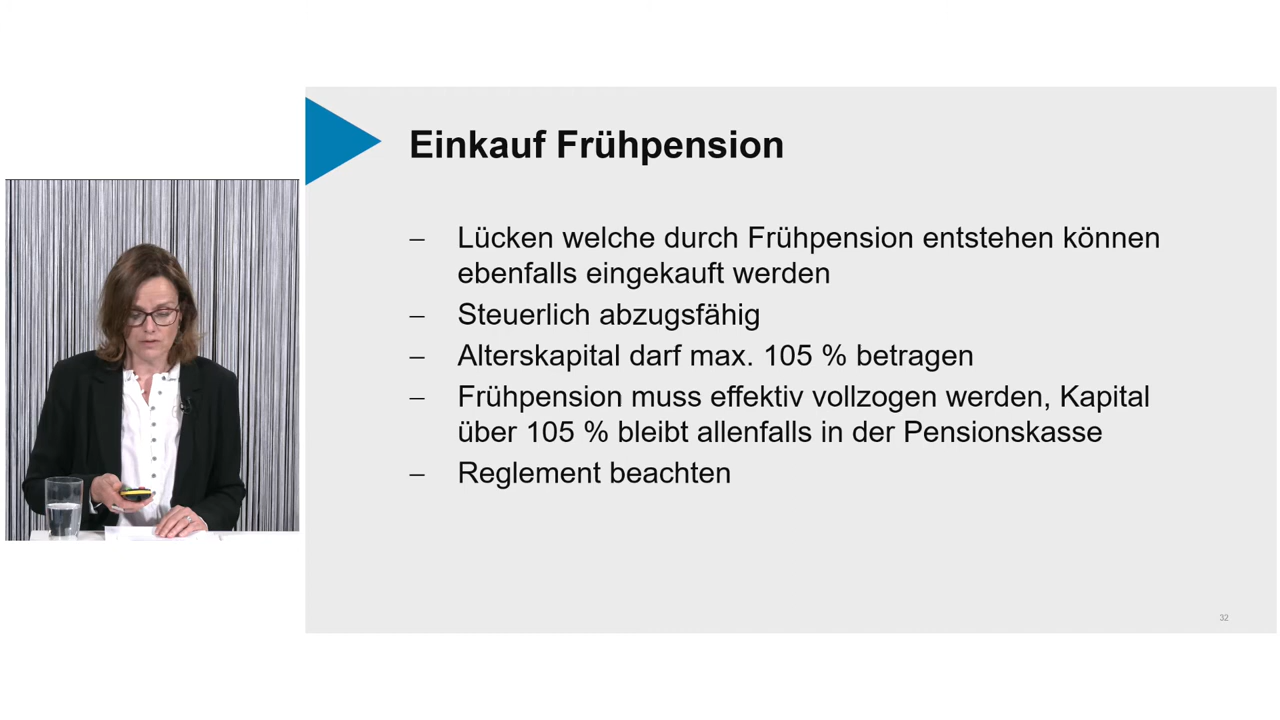 Einkauf Frühpension
– Lücken welche durch Frühpension entstehen können
ebenfalls eingekauft werden
– Steuerlich abzugsfähig
– Alterskapital darf max. 105 % betragen
– Frühpension muss effektiv vollzogen werden, Kapital
über 105 % bleibt allenfalls in der Pensionskasse
– Reglement beachten
32